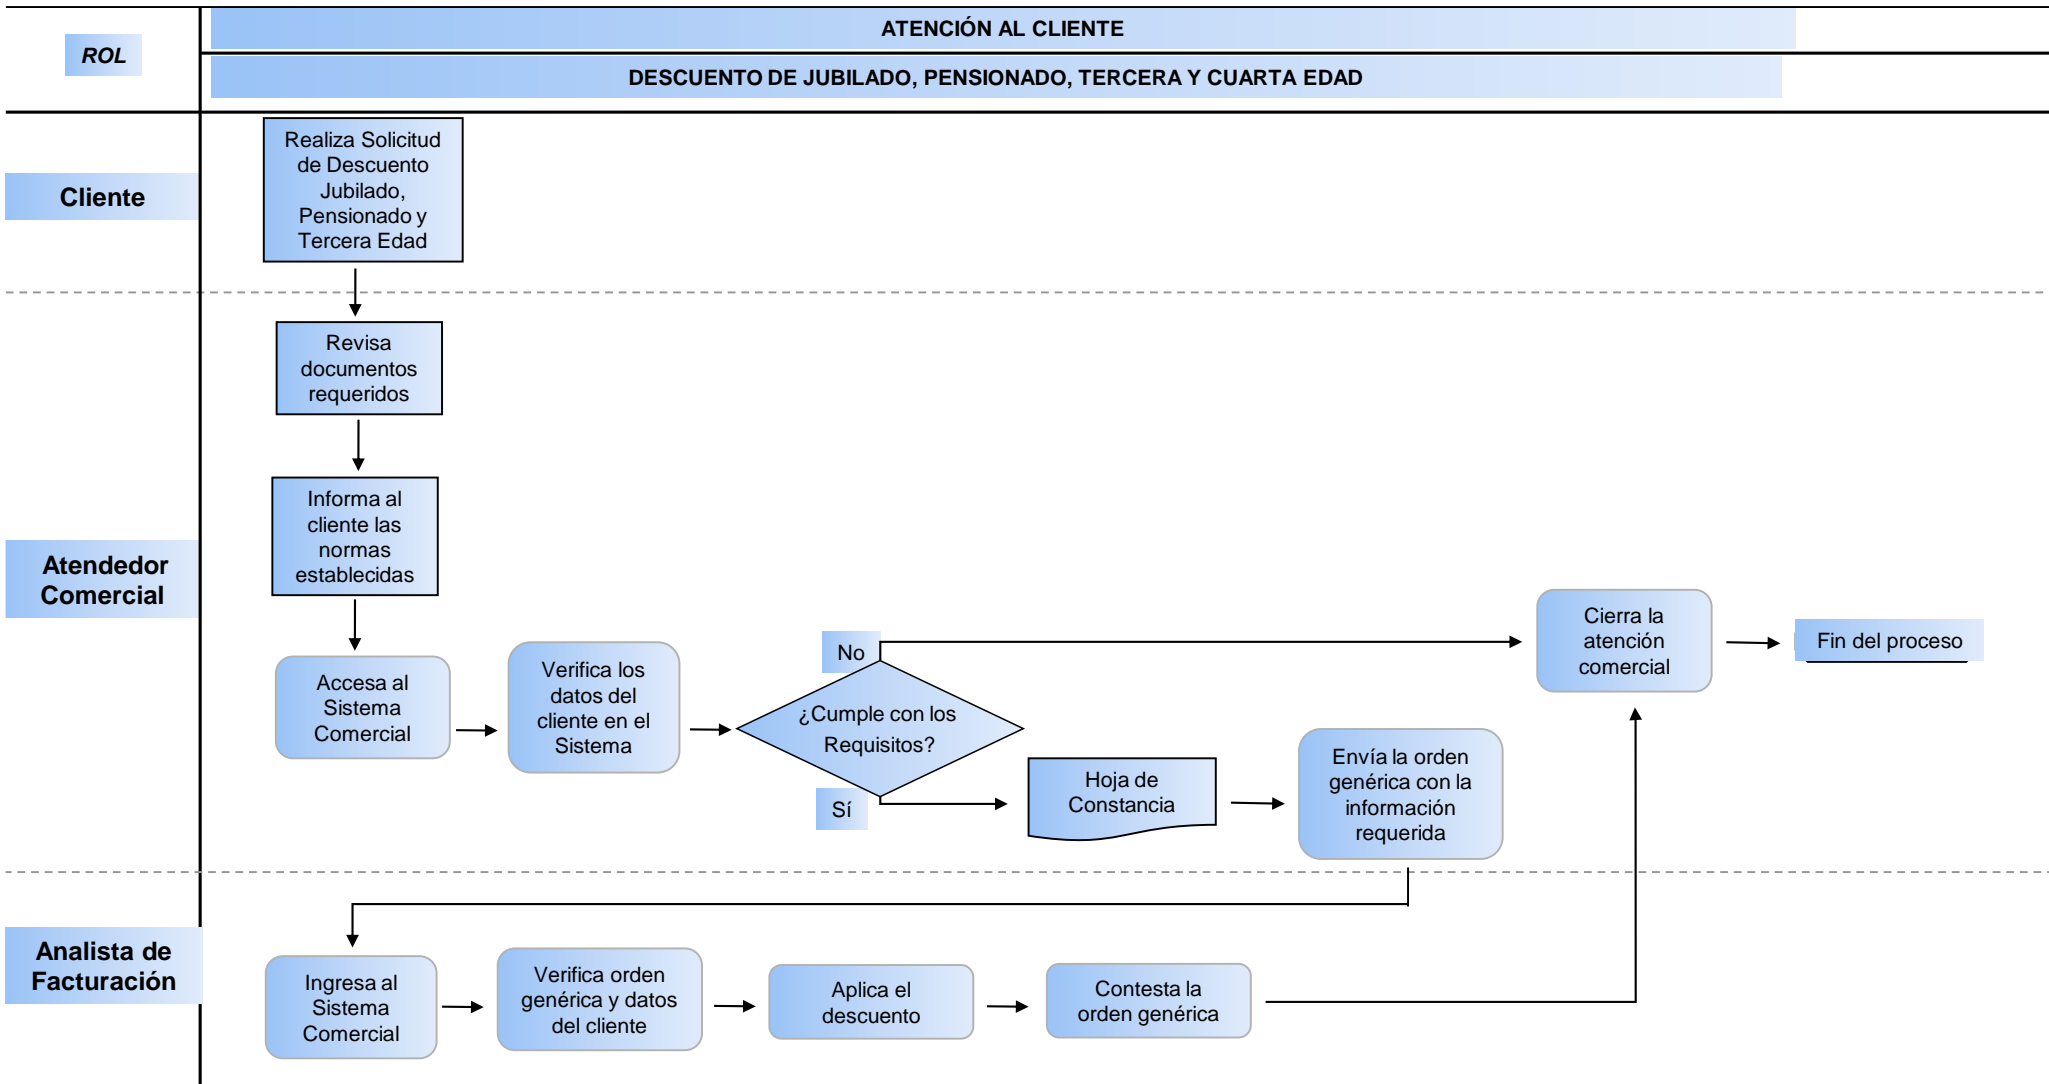 ROL
ATENCIÓN AL CLIENTE
DESCUENTO DE JUBILADO, PENSIONADO, TERCERA Y CUARTA EDAD
Cliente
Realiza Solicitud
de Descuento
Jubilado,
Pensionado y
Tercera Edad
Atendedor
Comercial
Revisa
documentos
requeridos
Informa al
cliente las
normas
establecidas
Accesa al
Sistema
Comercial
Verifica los
datos del
cliente en el
Sistema
¿Cumple con los
Requisitos?
No
Sí
Hoja de
Constancia
Envía la orden
genérica con la
información
requerida
Cierra la
atención
comercial
Fin del proceso
Analista de
Facturación
Ingresa al
Sistema
Comercial
Verifica orden
genérica y datos
del cliente
Aplica el
descuento
Contesta la
orden genérica